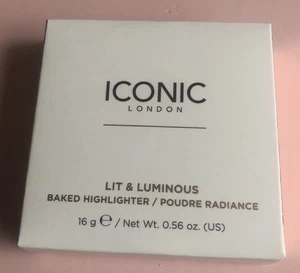 ICONIC
LONDON
LIT & LUMINOUS
BAKED HIGHLIGHTER / POUDRE RADIANCE
16 g ℮ / Net Wt. 0.56 oz. (US)